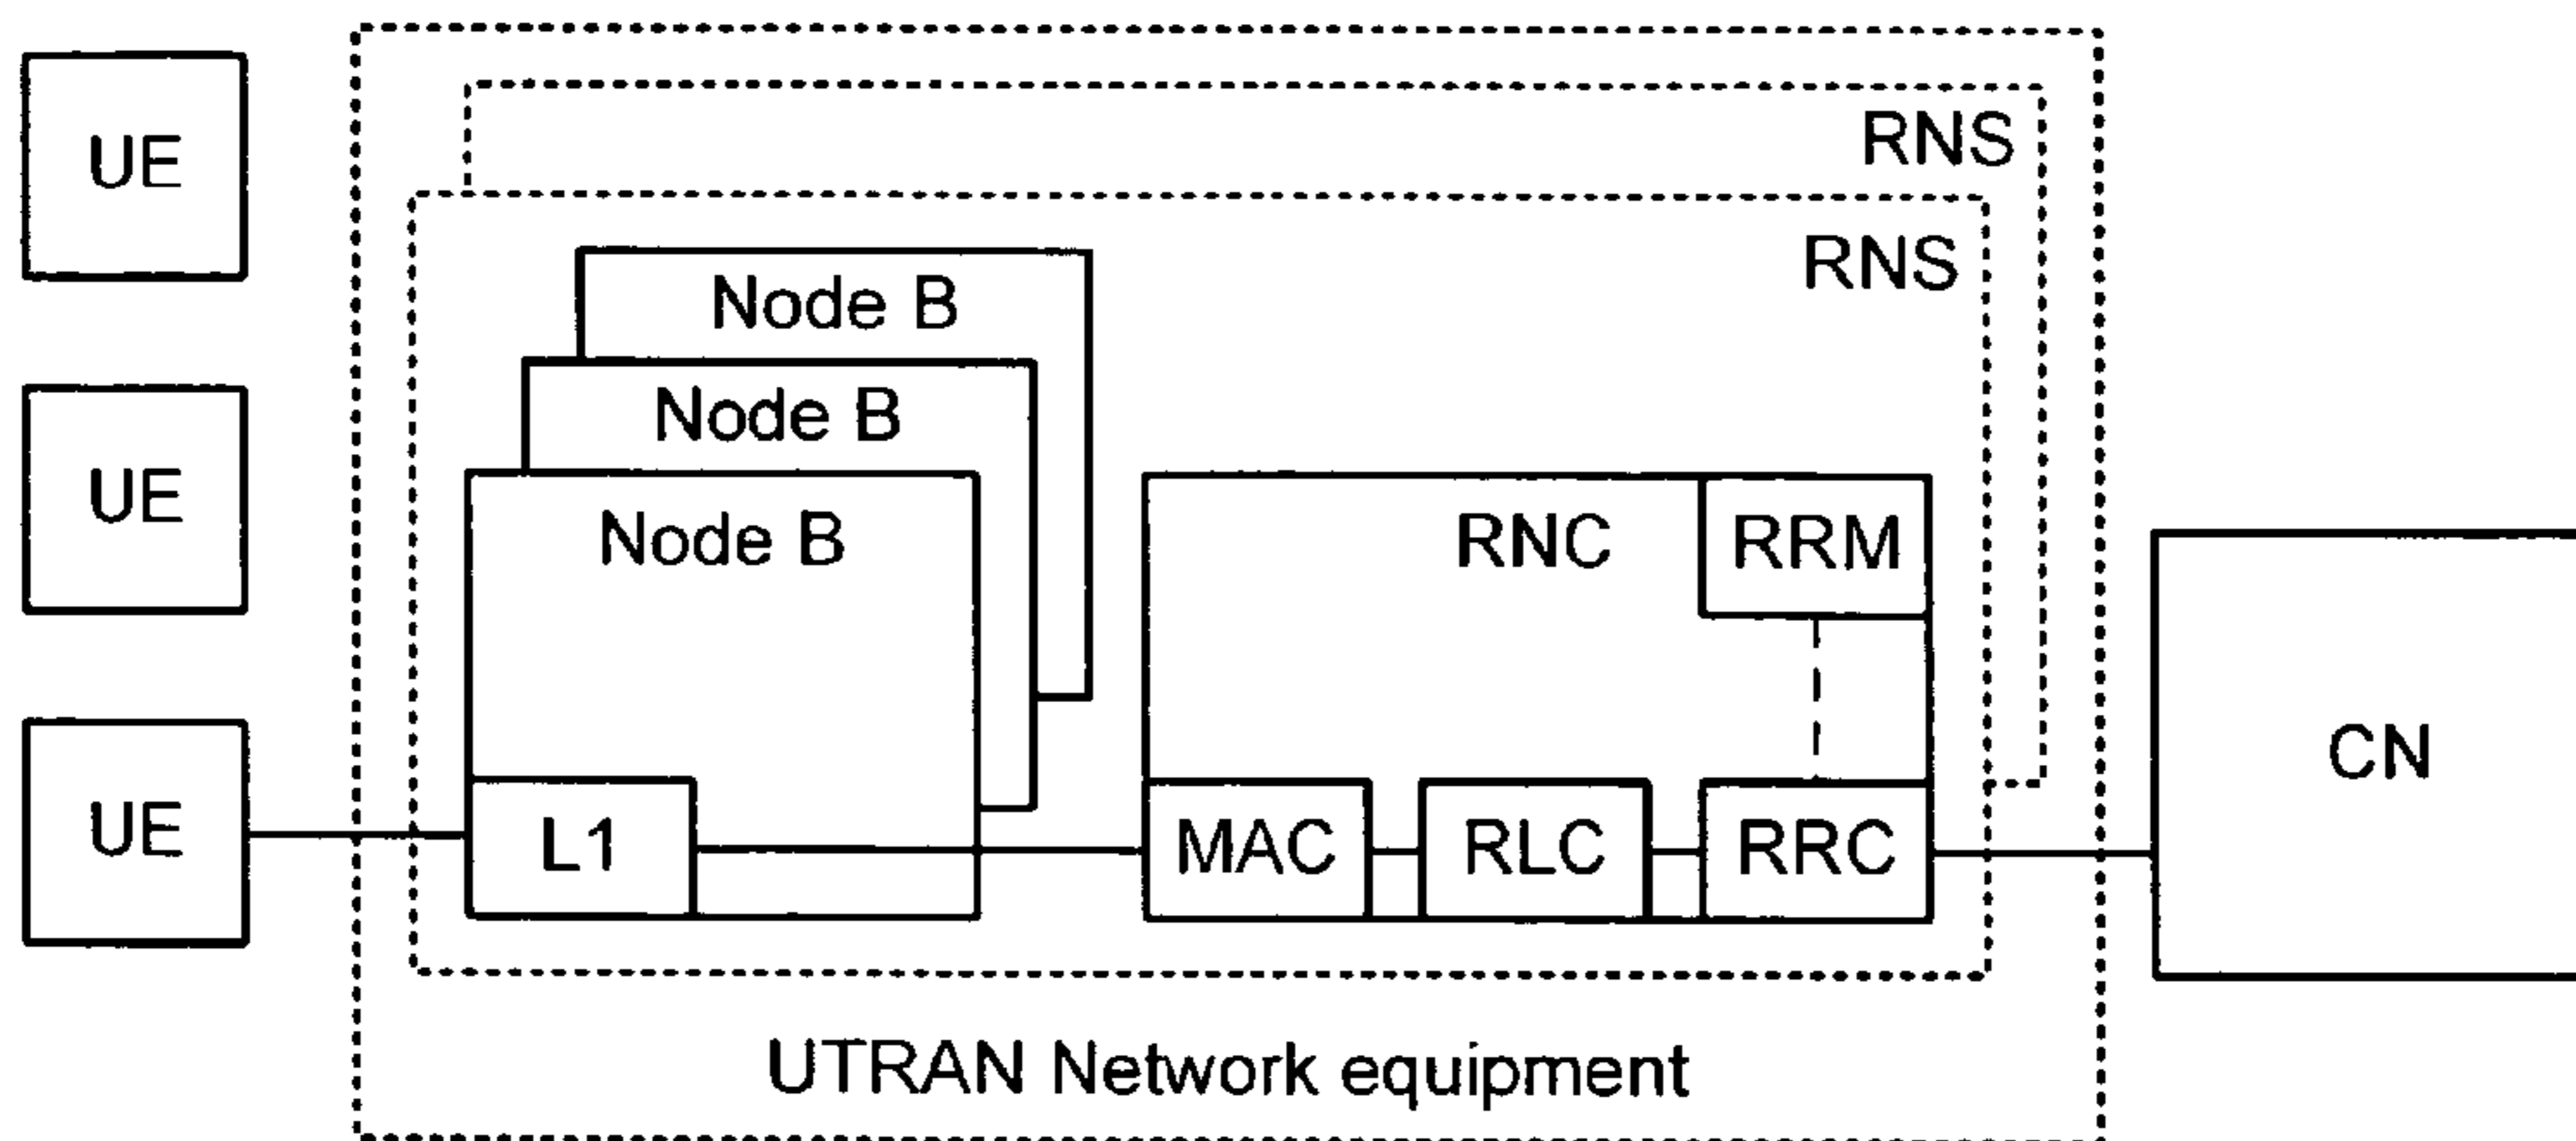 UE
RNS
RNS
Node B
Node B
UE
Node B
RNC
RRM
CN
UE
L1
MAC
RLC
RRC
UTRAN Network equipment